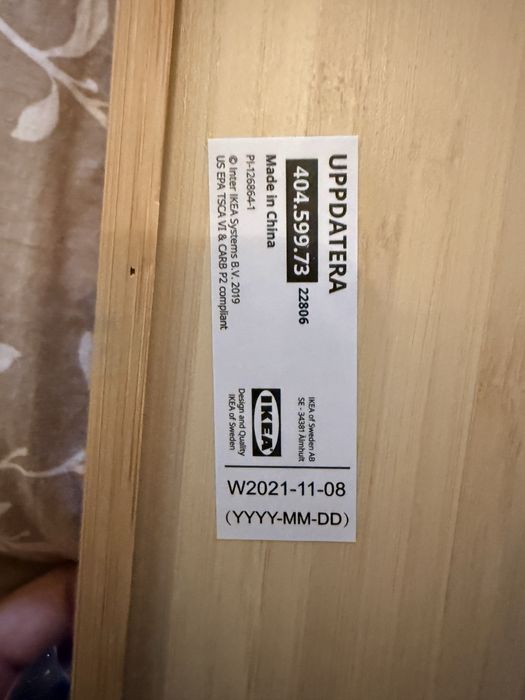 UPPDATERA
404.599.73 22806
Made in China
PI-126864-1
© Inter IKEA Systems B.V. 2019
US EPA TSCA VI & CARB P2 compliant
IKEA of Sweden AB
SE - 34381 Älmhult
IKEA
Design and Quality
IKEA of Sweden
W2021-11-08
(YYYY-MM-DD)